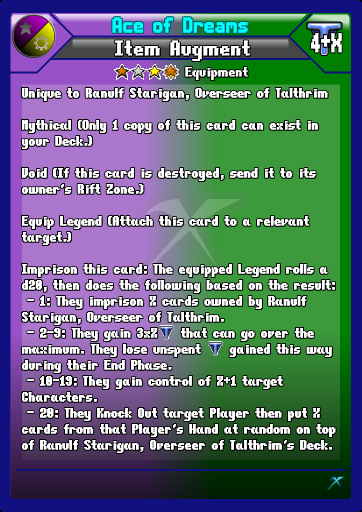 Ace of Dreams
Item Augment
4+X
Equipment
Unique to Ranulf Starigan, Overseer of Talthrim
Mythical (Only 1 copy of this card can exist in
your Deck.)
Void (If this card is destroyed, send it to its
owner's Rift Zone.)
Equip Legend (Attach this card to a relevant
target.)
Imprison this card: The equipped Legend rolls a
d20, then does the following based on the result:
- 1: They imprison X cards owned by Ranulf
Starigan, Overseer of Talthrim.
- 2-9: They gain 3xX that can go over the
maximum. They lose unspent gained this way
during their End Phase.
- 10-19: They gain control of X+1 target
Characters.
- 20: They Knock Out target Player then put X
cards from that Player's Hand at random on top
of Ranulf Starigan, Overseer of Talthrim's Deck.